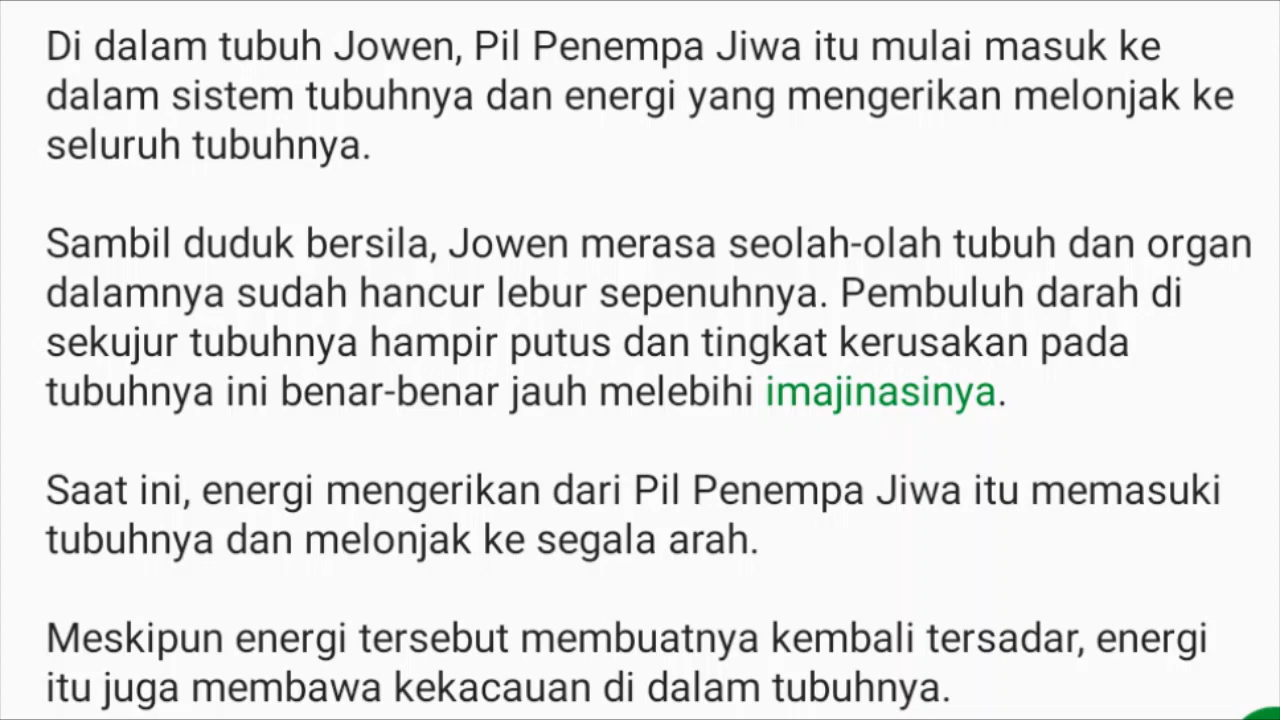 Di dalam tubuh Jowen, Pil Penempa Jiwa itu mulai masuk ke
dalam sistem tubuhnya dan energi yang mengerikan melonjak ke
seluruh tubuhnya.
Sambil duduk bersila, Jowen merasa seolah-olah tubuh dan organ
dalamnya sudah hancur lebur sepenuhnya. Pembuluh darah di
sekujur tubuhnya hampir putus dan tingkat kerusakan pada
tubuhnya ini benar-benar jauh melebihi imajinasinya.
Saat ini, energi mengerikan dari Pil Penempa Jiwa itu memasuki
tubuhnya dan melonjak ke segala arah.
Meskipun energi tersebut membuatnya kembali tersadar, energi
itu juga membawa kekacauan di dalam tubuhnya.